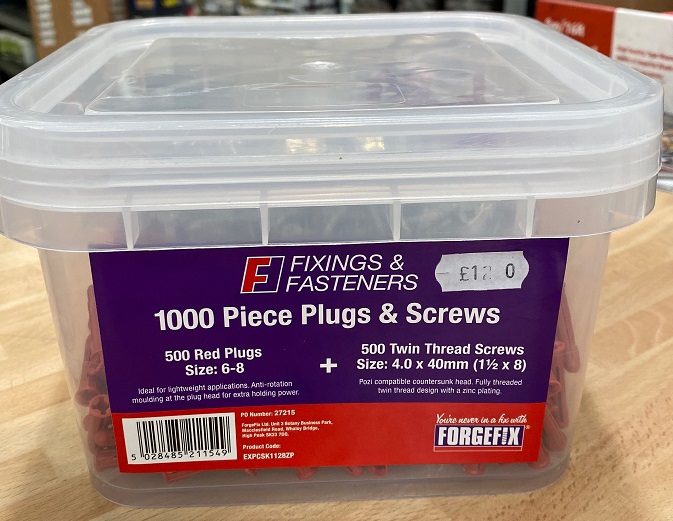 FIXINGS &
FASTENERS
1000 Piece Plugs & Screws
500 Red Plugs
Size: 6-8
Ideal for lightweight applications. Anti-rotation
moulding at the plug head for extra holding power.
+
500 Twin Thread Screws
Size: 4.0 x 40mm (1½ x 8)
Pozi compatible countersunk head. Fully threaded
twin thread design with a zinc plating.
5 028485 211549
PO Number: 27215
ForgeFix Ltd. Unit 3 Botany Business Park,
Macclesfield Road, Whaley Bridge,
High Peak SK23 7DQ.
Product Code:
EXPCSK1128ZP
You're never in a fix with
FORGEFIX